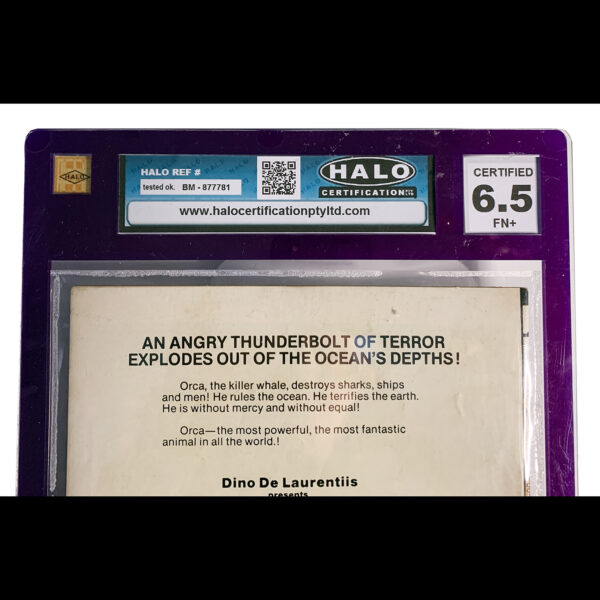 HALO
HALO REF #
tested ok. BM - 877781
HALO
CERTIFICATION PTY LTD
www.halocertificationptyltd.com
CERTIFIED
6.5
FN+
AN ANGRY THUNDERBOLT OF TERROR
EXPLODES OUT OF THE OCEAN'S DEPTHS!
Orca, the killer whale, destroys sharks, ships
and men! He rules the ocean. He terrifies the earth.
He is without mercy and without equal!
Orca—the most powerful, the most fantastic
animal in all the world.!
Dino De Laurentiis
presents